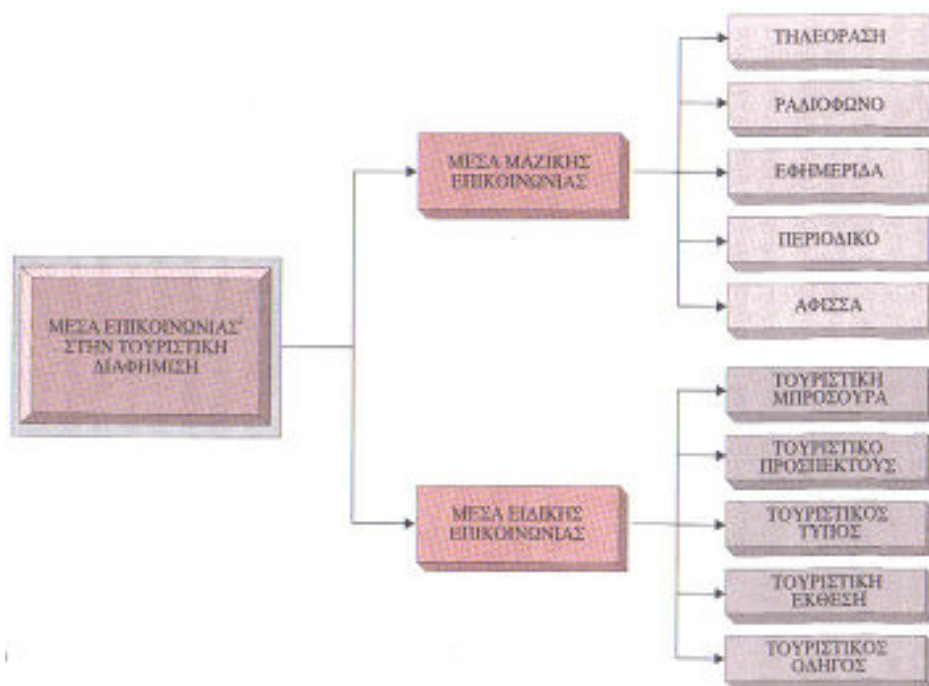 ΜΕΣΑ ΕΠΙΚΟΙΝΩΝΙΑΣ
ΣΤΗΝ ΤΟΥΡΙΣΤΙΚΗ
ΔΙΑΦΗΜΙΣΗ
ΜΕΣΑ ΜΑΖΙΚΗΣ
ΕΠΙΚΟΙΝΩΝΙΑΣ
ΤΗΛΕΟΡΑΣΗ
ΡΑΔΙΟΦΩΝΟ
ΕΦΗΜΕΡΙΔΑ
ΠΕΡΙΟΔΙΚΟ
ΑΦΙΣΣΑ
ΜΕΣΑ ΕΙΔΙΚΗΣ
ΕΠΙΚΟΙΝΩΝΙΑΣ
ΤΟΥΡΙΣΤΙΚΗ
ΜΠΡΟΣΟΥΡΑ
ΤΟΥΡΙΣΤΙΚΟ
ΠΡΟΣΠΕΚΤΟΥΣ
ΤΟΥΡΙΣΤΙΚΟΣ
ΤΥΠΟΣ
ΤΟΥΡΙΣΤΙΚΗ
ΕΚΘΕΣΗ
ΤΟΥΡΙΣΤΙΚΟΣ
ΟΔΗΓΟΣ